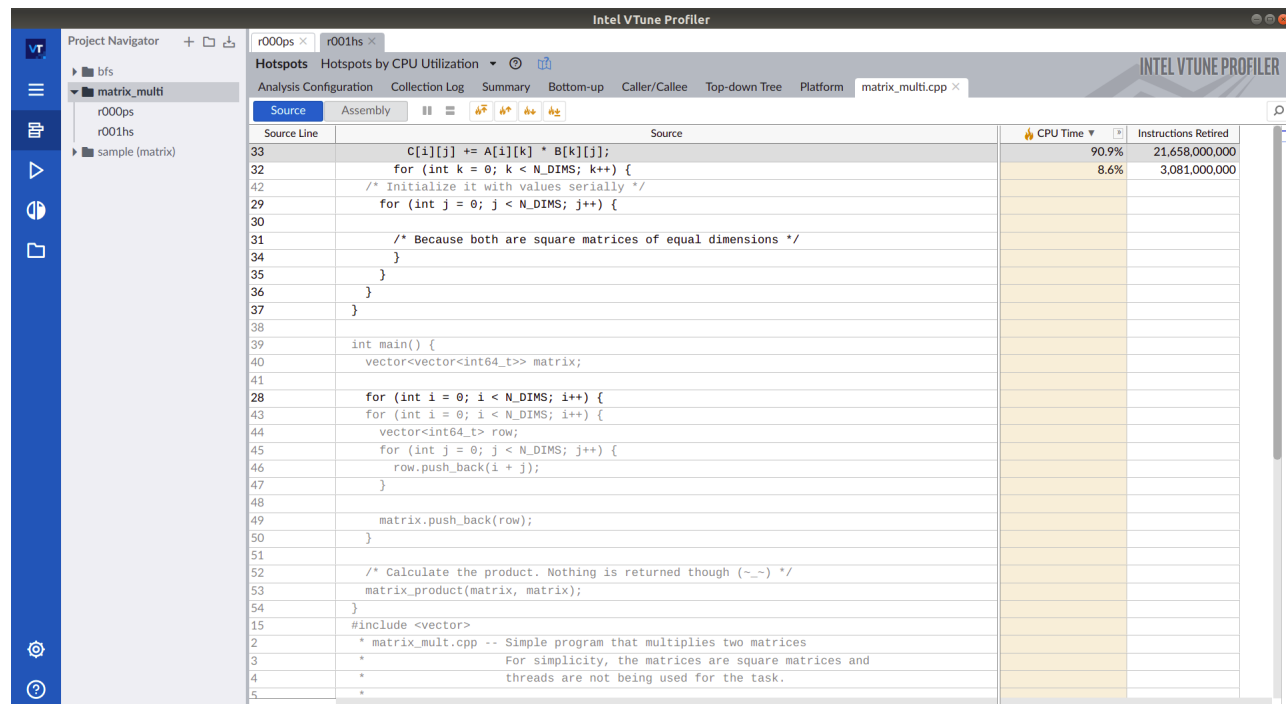 Intel VTune Profiler
VT
Project Navigator
bfs
matrix_multi
r000ps
r001hs
sample (matrix)
r000ps × r001hs ×
Hotspots Hotspots by CPU Utilization
INTEL VTUNE PROFILER
Analysis Configuration Collection Log Summary Bottom-up Caller/Callee Top-down Tree Platform matrix_multi.cpp ×
Source Assembly
Source Line Source CPU Time ▼ Instructions Retired
33 C[i][j] += A[i][k] * B[k][j]; 90.9% 21,658,000,000
32 for (int k = 0; k < N_DIMS; k++) { 8.6% 3,081,000,000
42 /* Initialize it with values serially */
29 for (int j = 0; j < N_DIMS; j++) {
30
31 /* Because both are square matrices of equal dimensions */
34 }
35 }
36 }
37 }
38
39 int main() {
40 vector<vector<int64_t>> matrix;
41
28 for (int i = 0; i < N_DIMS; i++) {
43 for (int i = 0; i < N_DIMS; i++) {
44 vector<int64_t> row;
45 for (int j = 0; j < N_DIMS; j++) {
46 row.push_back(i + j);
47 }
48
49 matrix.push_back(row);
50 }
51
52 /* Calculate the product. Nothing is returned though (~_~) */
53 matrix_product(matrix, matrix);
54 }
15 #include <vector>
2 * matrix_mult.cpp -- Simple program that multiplies two matrices
3 * For simplicity, the matrices are square matrices and
4 * threads are not being used for the task.
5 *